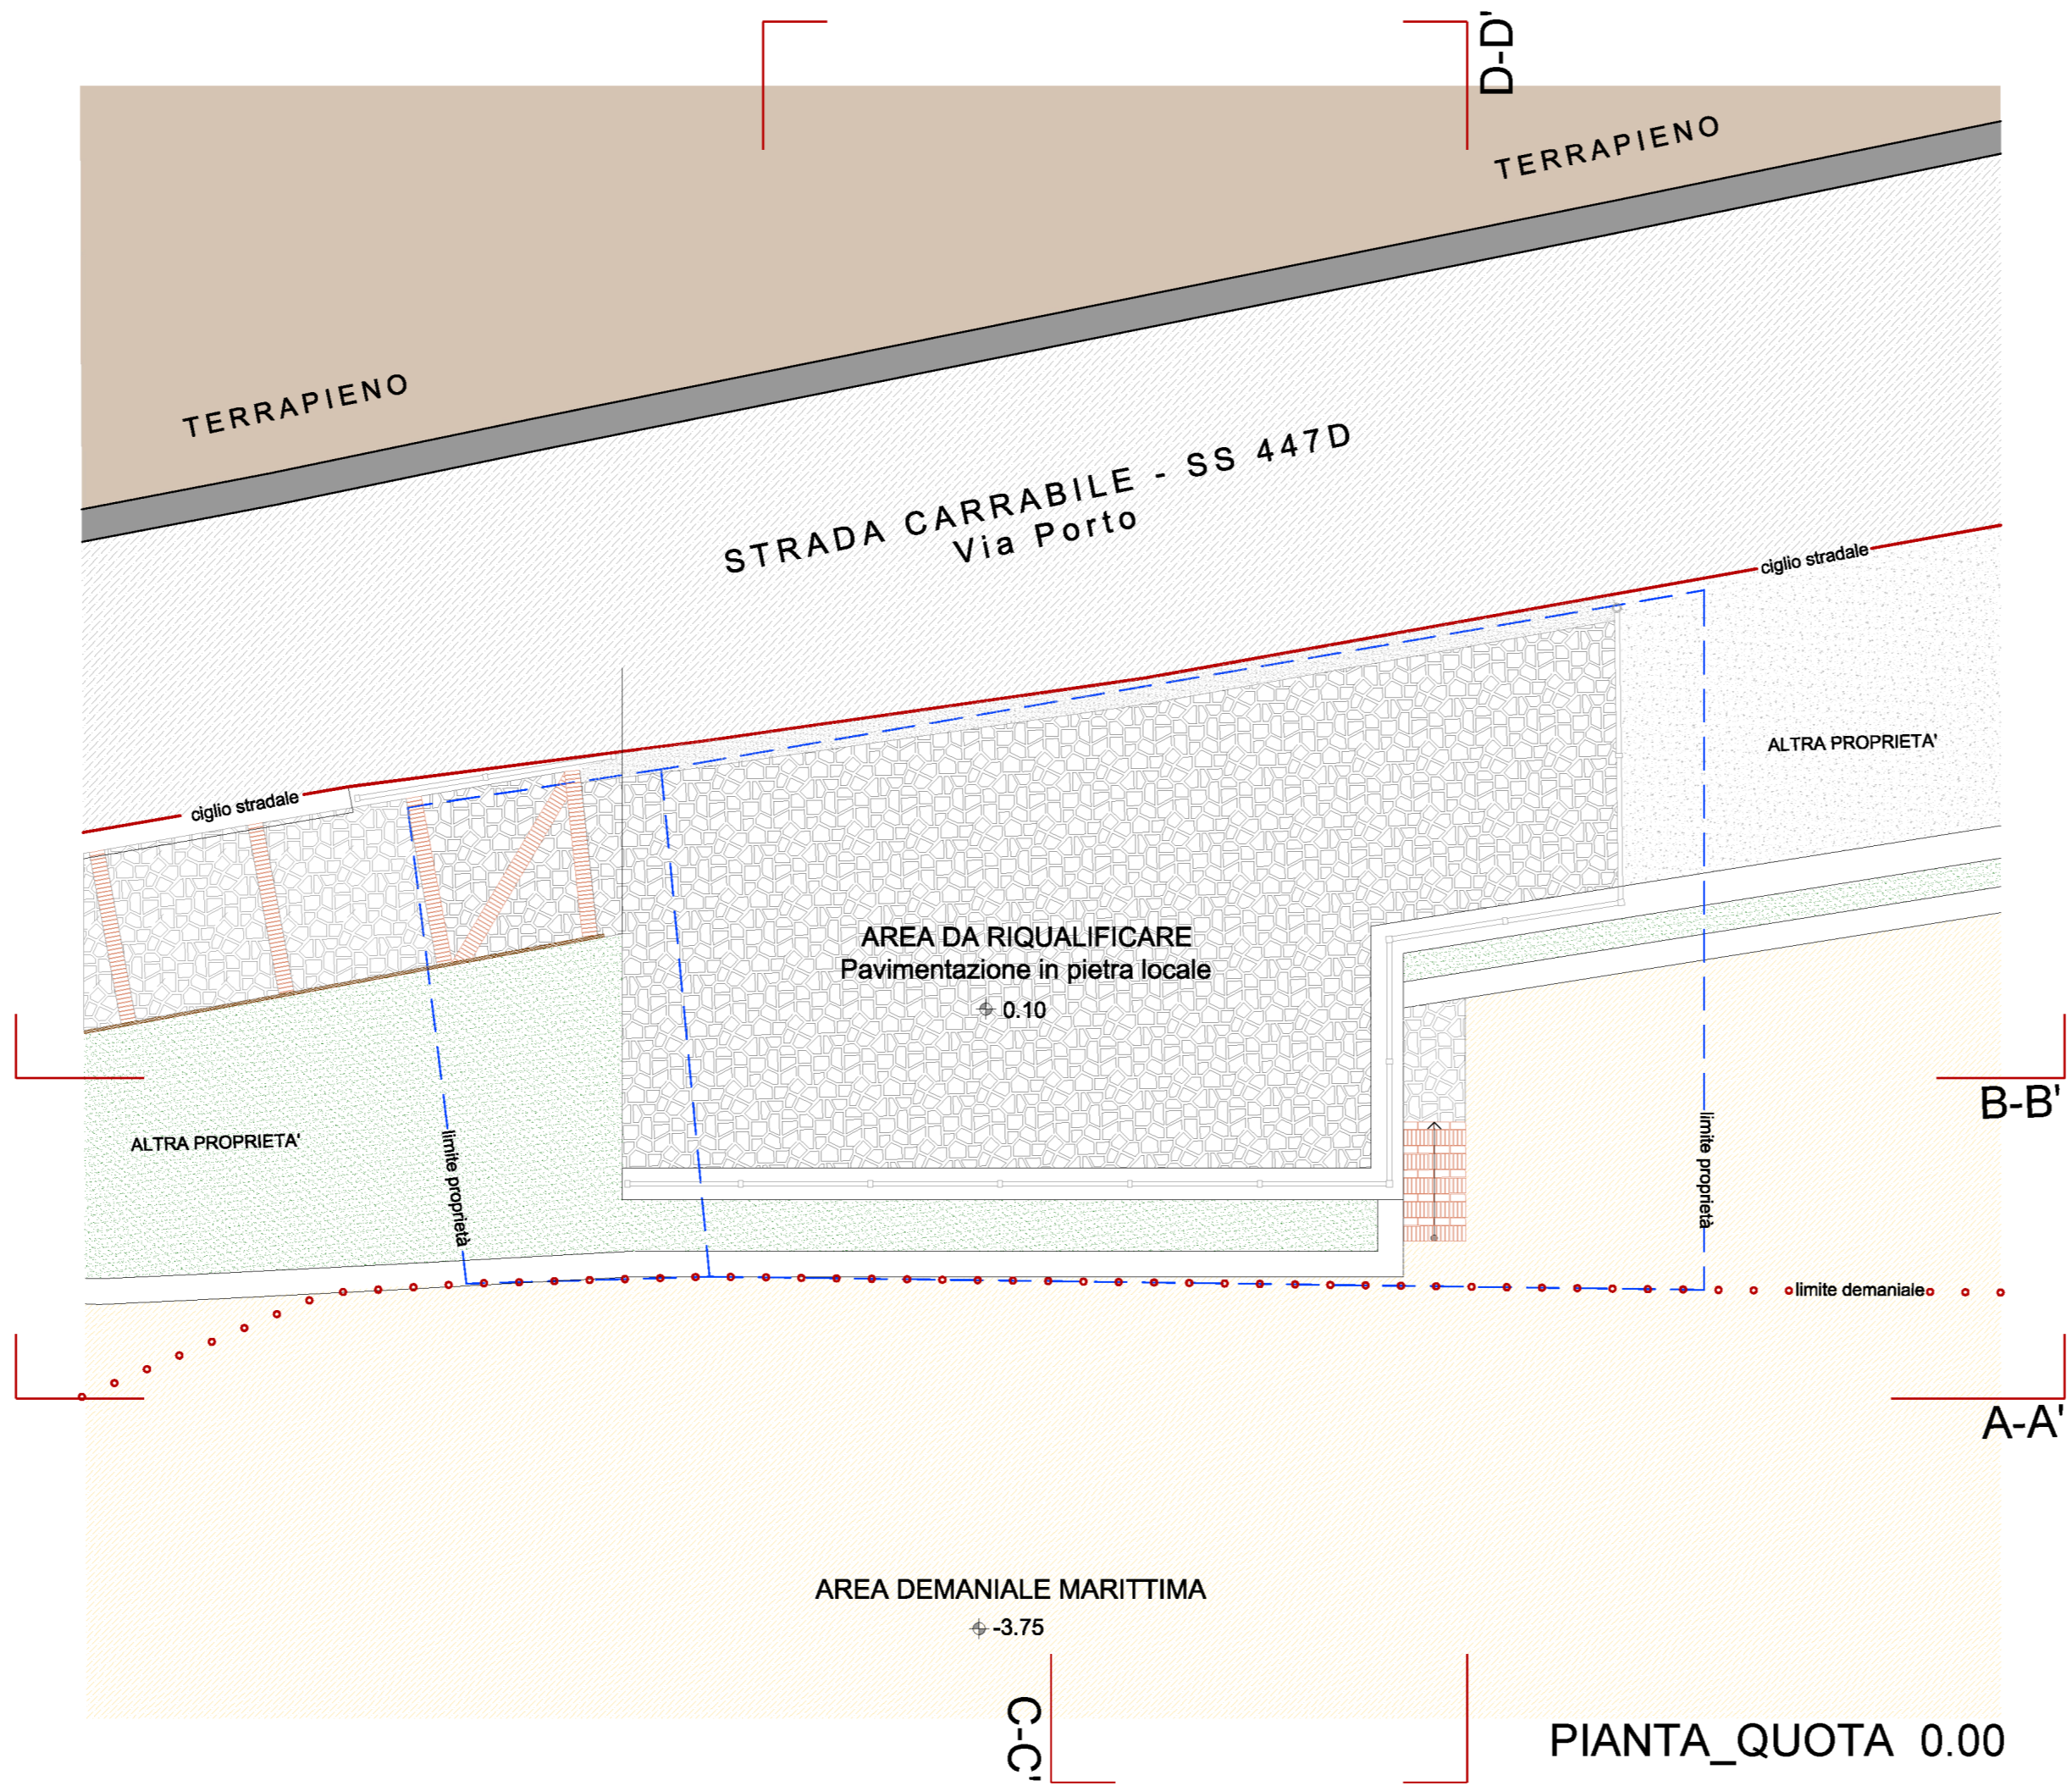 D-D'
TERRAPIENO
TERRAPIENO
STRADA CARRABILE - SS 447D
Via Porto
ciglio stradale
ALTRA PROPRIETA'
ciglio stradale
AREA DA RIQUALIFICARE
Pavimentazione in pietra locale
0.10
B-B'
ALTRA PROPRIETA'
limite proprietà
limite proprietà
limite demaniale
A-A'
AREA DEMANIALE MARITTIMA
-3.75
C-C'
PIANTA_QUOTA 0.00